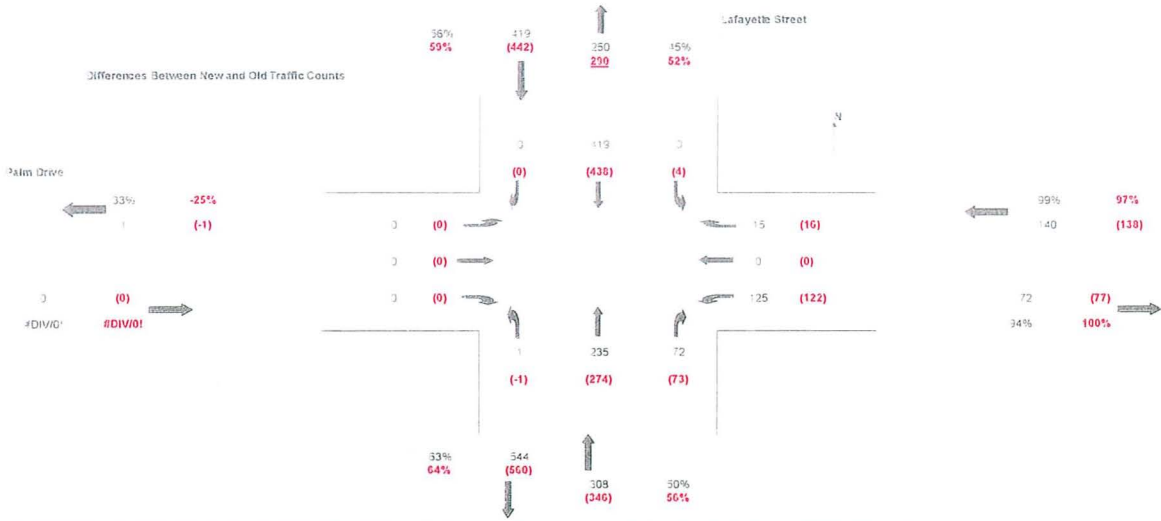 Lafayette Street
56% 419 250 45%
59% (442) 290 52%
Differences Between New and Old Traffic Counts
N
0 419 0
Palm Drive
(0) (438) (4)
33% -25% 99% 97%
1 (-1) 0 (0) 15 (16) 140 (138)
0 (0) 0 (0)
0 (0) 0 (0) 125 (122) 72 (77)
#DIV/0! #DIV/0! 94% 100%
1 235 72
(-1) (274) (73)
63% 544 308 50%
64% (560) (346) 56%